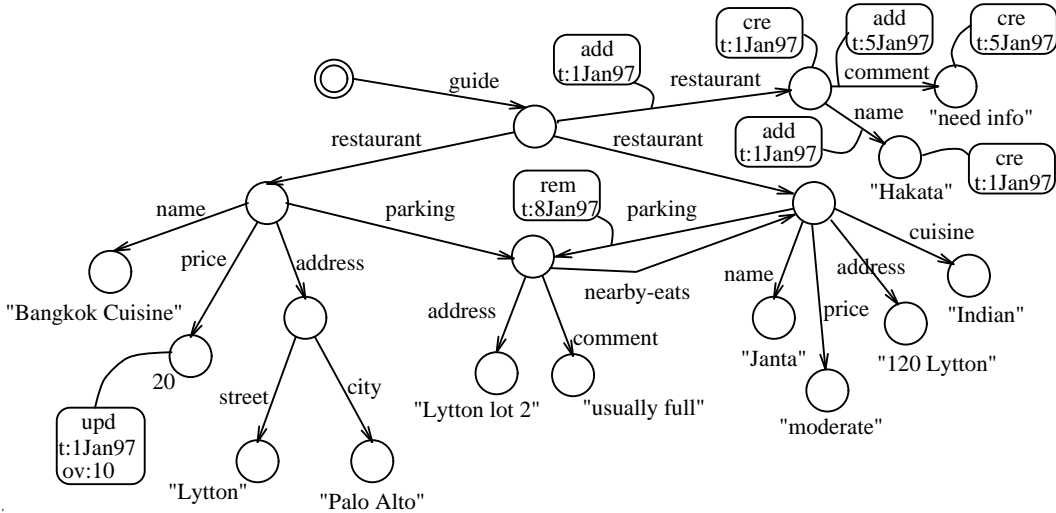 cre
t:1Jan97
add
t:5Jan97
cre
t:5Jan97
add
t:1Jan97
guide
restaurant
comment
"need info"
name
restaurant
restaurant
add
t:1Jan97
"Hakata"
cre
t:1Jan97
rem
t:8Jan97
name
parking
parking
cuisine
price
address
"Bangkok Cuisine"
nearby-eats
name
address
address
comment
price
"Indian"
20
"Janta"
"120 Lytton"
street
city
"Lytton lot 2"
"usually full"
"moderate"
upd
t:1Jan97
ov:10
"Lytton"
"Palo Alto"